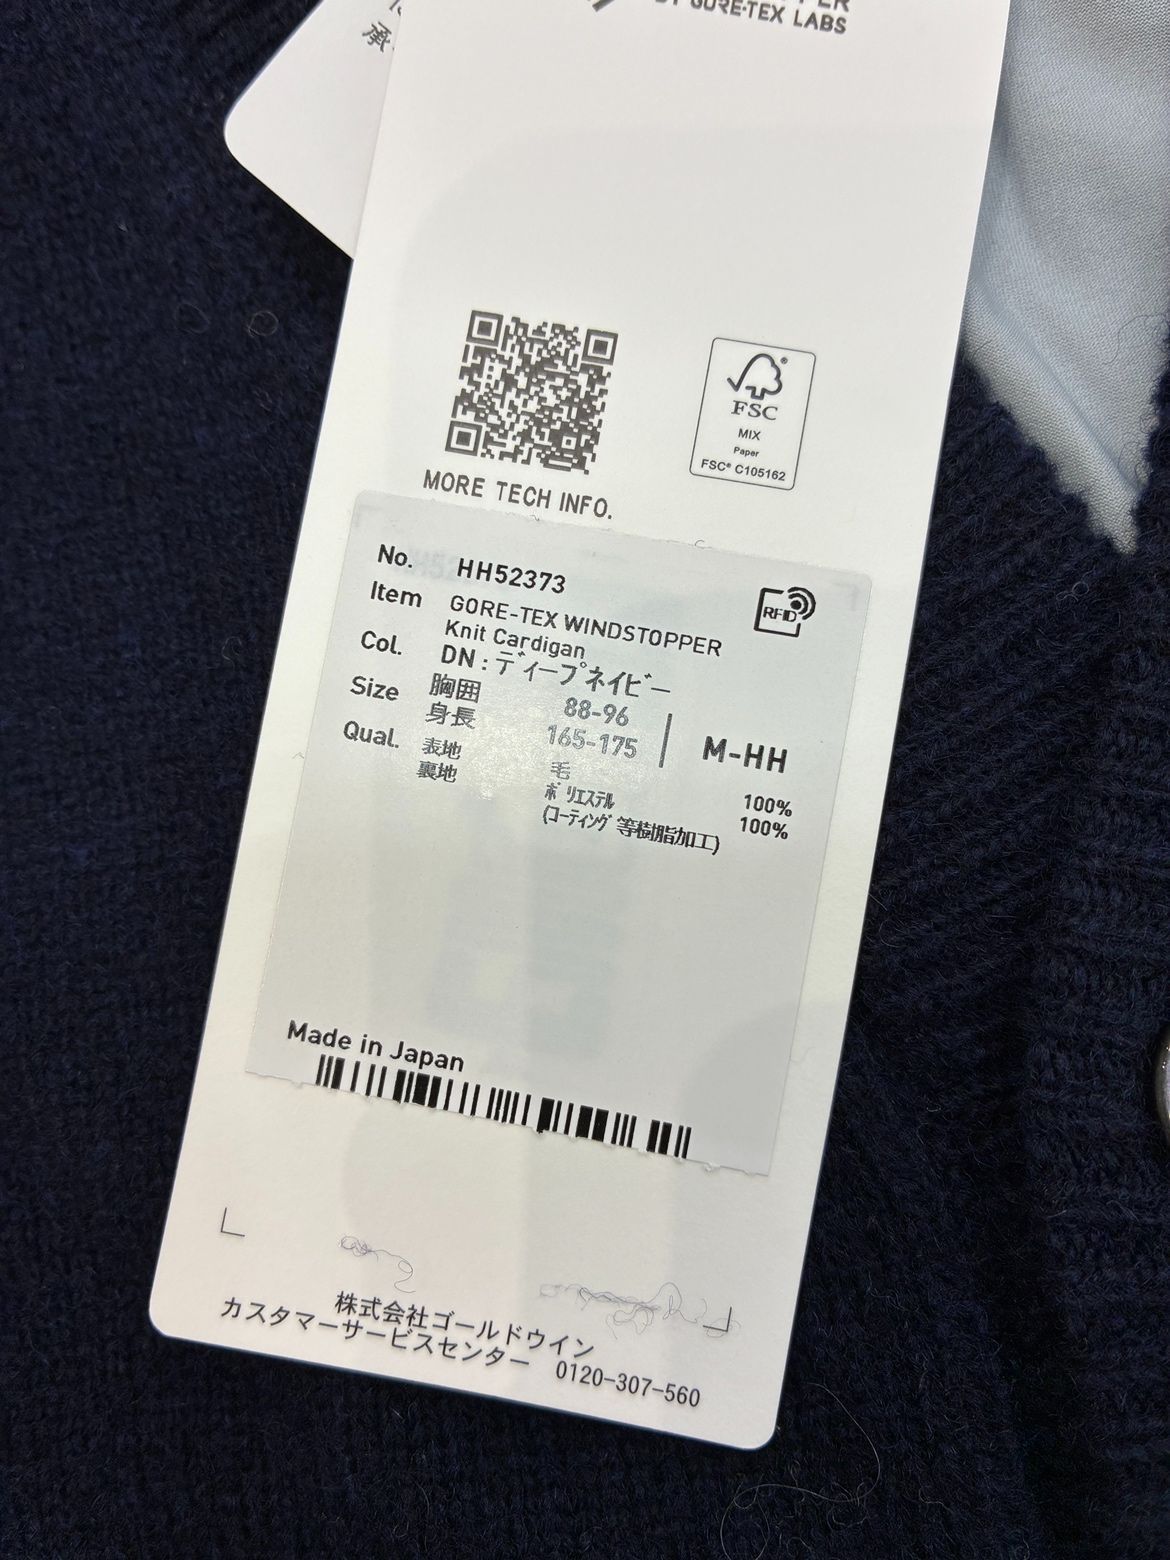 承
BY GORE-TEX LABS
FSC
MIX
Paper
FSC® C105162
MORE TECH INFO.
No. HH52373
RFID
Item GORE-TEX WINDSTOPPER
Knit Cardigan
Col. DN : ディープネイビー
Size 胸囲 88-96
身長 165-175
M-HH
Qual. 表地 毛 100%
裏地 ポリエステル 100%
(コーティング等樹脂加工)
Made in Japan
株式会社ゴールドウイン
カスタマーサービスセンター 0120-307-560